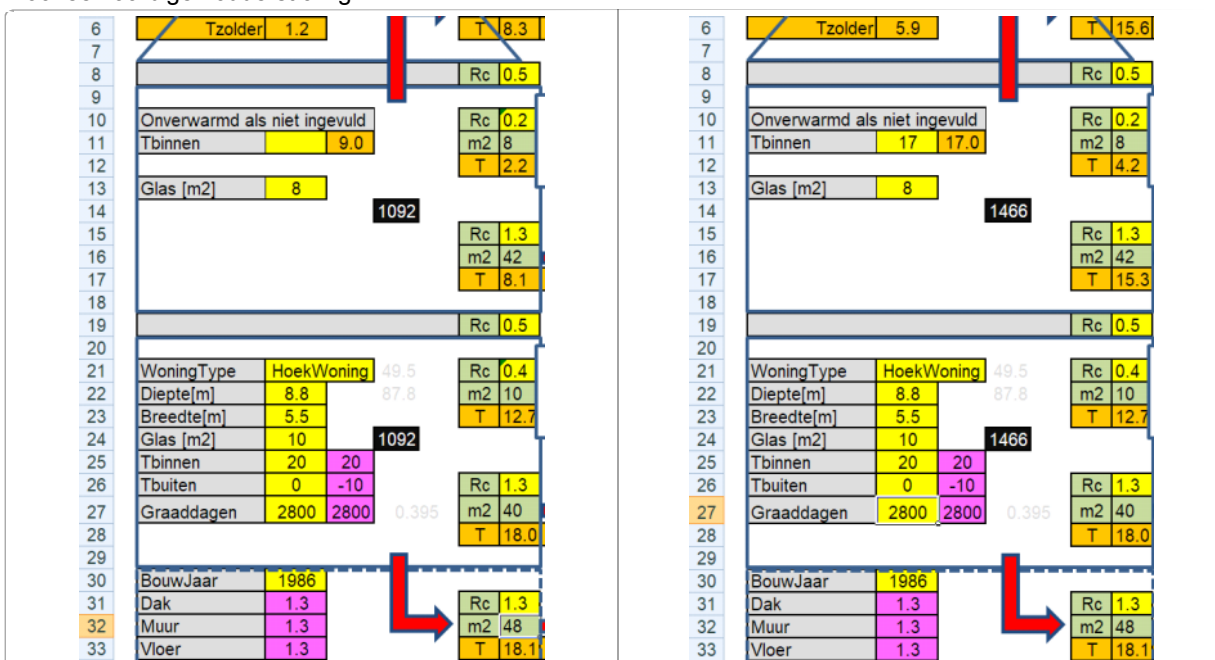 6 Tzolder 1.2 T 8.3
7
8 Rc 0.5
9
10 Onverwarmd als niet ingevuld Rc 0.2
11 Tbinnen 9.0 m2 8
12 T 2.2
13 Glas [m2] 8
14 1092
15 Rc 1.3
16 m2 42
17 T 8.1
18
19 Rc 0.5
20
21 WoningType HoekWoning 49.5 Rc 0.4
22 Diepte[m] 8.8 87.8 m2 10
23 Breedte[m] 5.5 T 12.7
24 Glas [m2] 10 1092
25 Tbinnen 20 20
26 Tbuiten 0 -10 Rc 1.3
27 Graaddagen 2800 2800 0.395 m2 40
28 T 18.0
29
30 BouwJaar 1986
31 Dak 1.3 Rc 1.3
32 Muur 1.3 m2 48
33 Vloer 1.3 T 18.1
6 Tzolder 5.9 T 15.6
7
8 Rc 0.5
9
10 Onverwarmd als niet ingevuld Rc 0.2
11 Tbinnen 17 17.0 m2 8
12 T 4.2
13 Glas [m2] 8
14 1466
15 Rc 1.3
16 m2 42
17 T 15.3
18
19 Rc 0.5
20
21 WoningType HoekWoning 49.5 Rc 0.4
22 Diepte[m] 8.8 87.8 m2 10
23 Breedte[m] 5.5 T 12.7
24 Glas [m2] 10 1466
25 Tbinnen 20 20
26 Tbuiten 0 -10 Rc 1.3
27 Graaddagen 2800 2800 0.395 m2 40
28 T 18.0
29
30 BouwJaar 1986
31 Dak 1.3 Rc 1.3
32 Muur 1.3 m2 48
33 Vloer 1.3 T 18.1